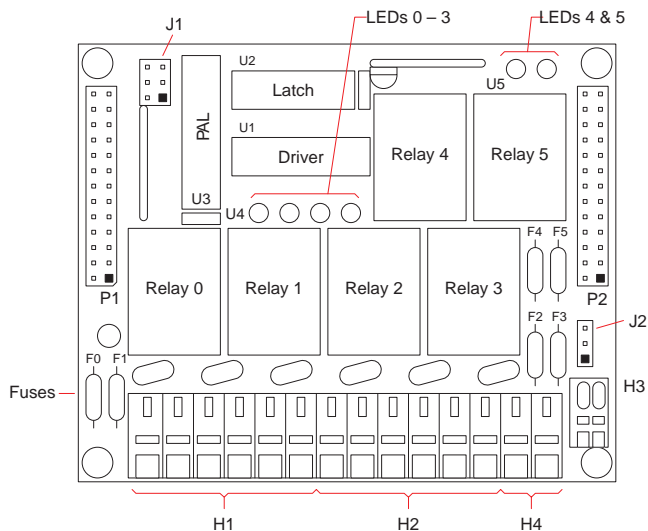 J1
LEDs 0 – 3
LEDs 4 & 5
U2
Latch
U5
PAL
U1
Driver
Relay 4
Relay 5
U3
U4
P1
Relay 0
Relay 1
Relay 2
Relay 3
F4
F5
P2
J2
F2
F3
F0
F1
Fuses
H3
H1
H2
H4